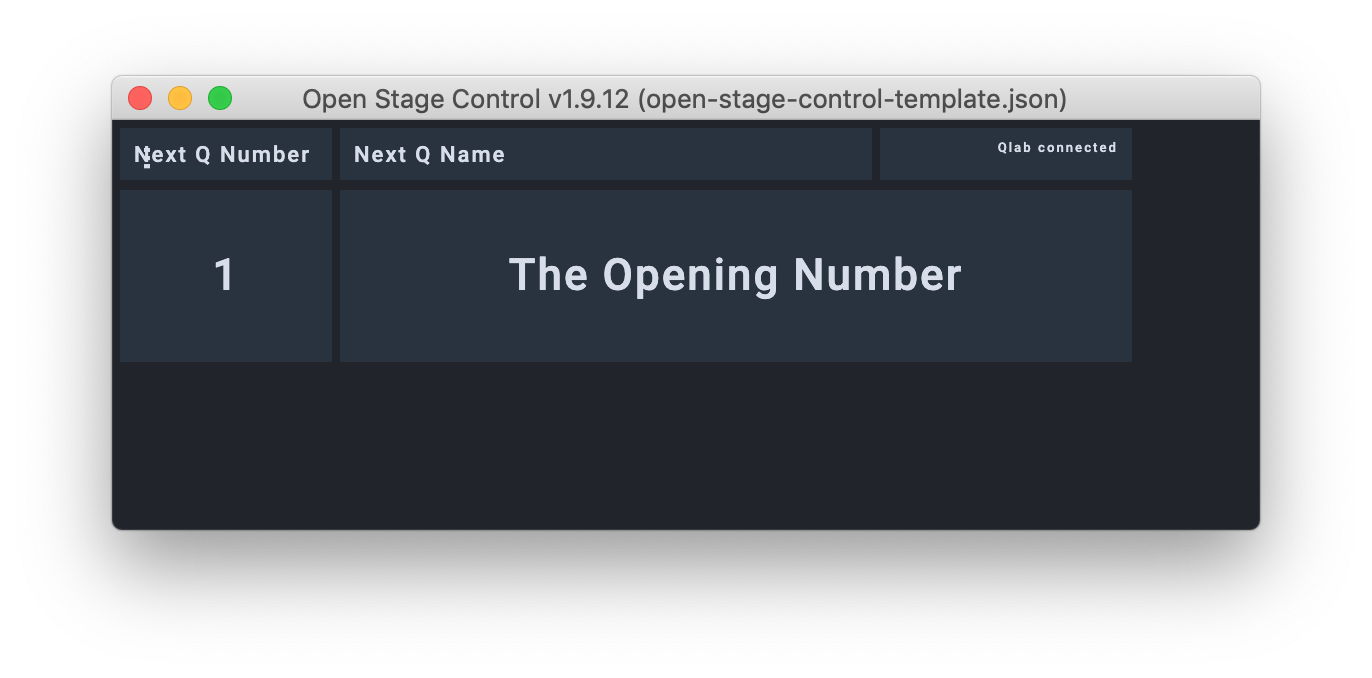 Open Stage Control v1.9.12 (open-stage-control-template.json)
Next Q Number
Next Q Name
Qlab connected
1
The Opening Number